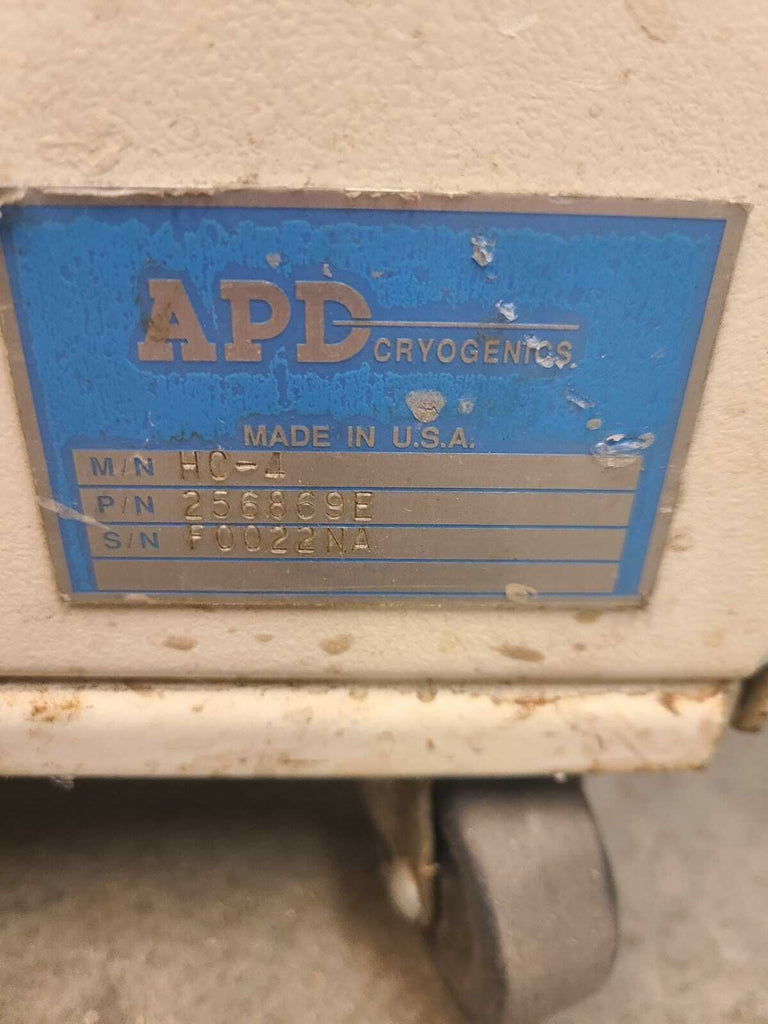 APD CRYOGENICS
MADE IN U.S.A.
M/N HC-4
P/N 256869E
S/N F0022NA